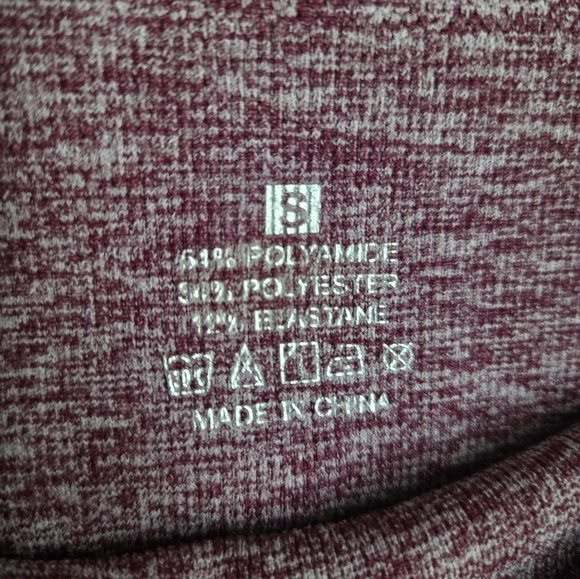 S
54% POLYAMIDE
34% POLYESTER
12% ELASTANE
MADE IN CHINA